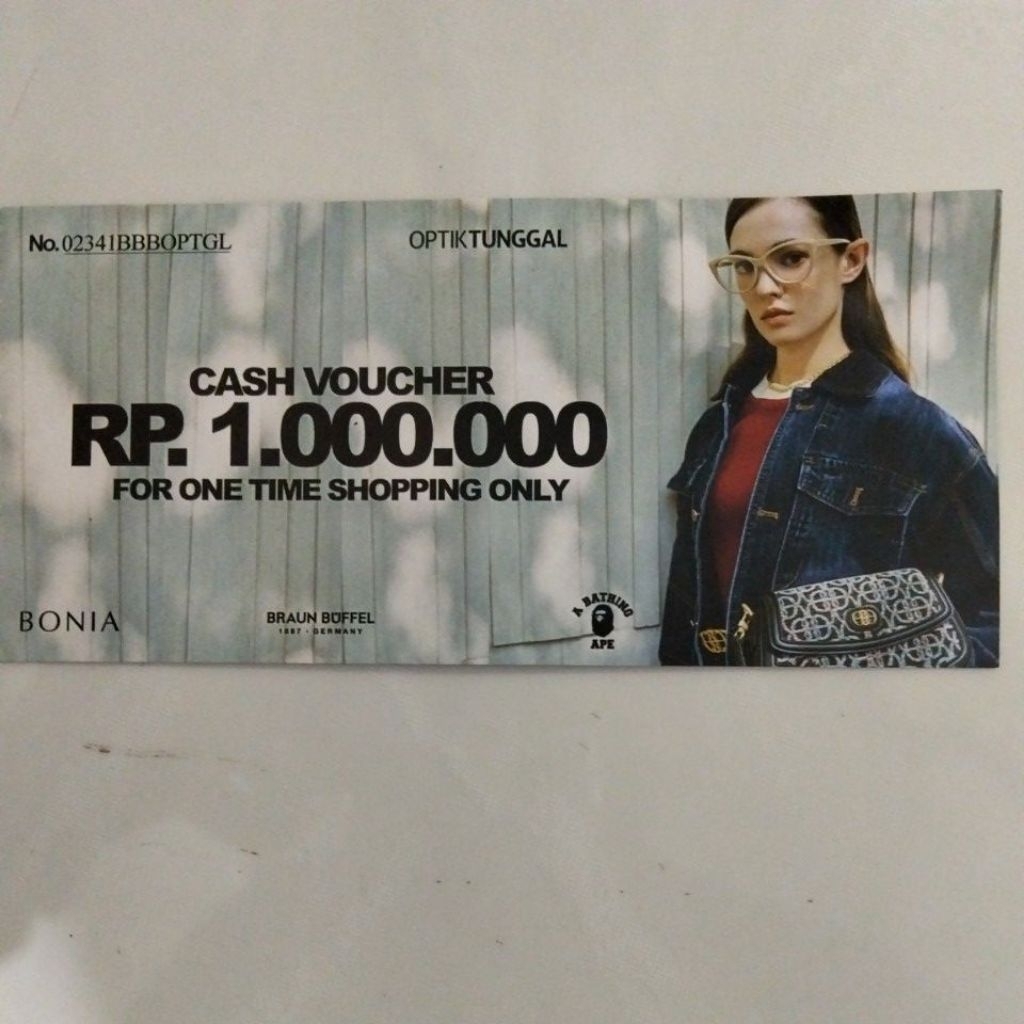 No. 02341BBBOPTGL
OPTIKTUNGGAL
CASH VOUCHER
RP. 1.000.000
FOR ONE TIME SHOPPING ONLY
BONIA
BRAUN BÜFFEL
1887 · GERMANY
A BATHING
APE